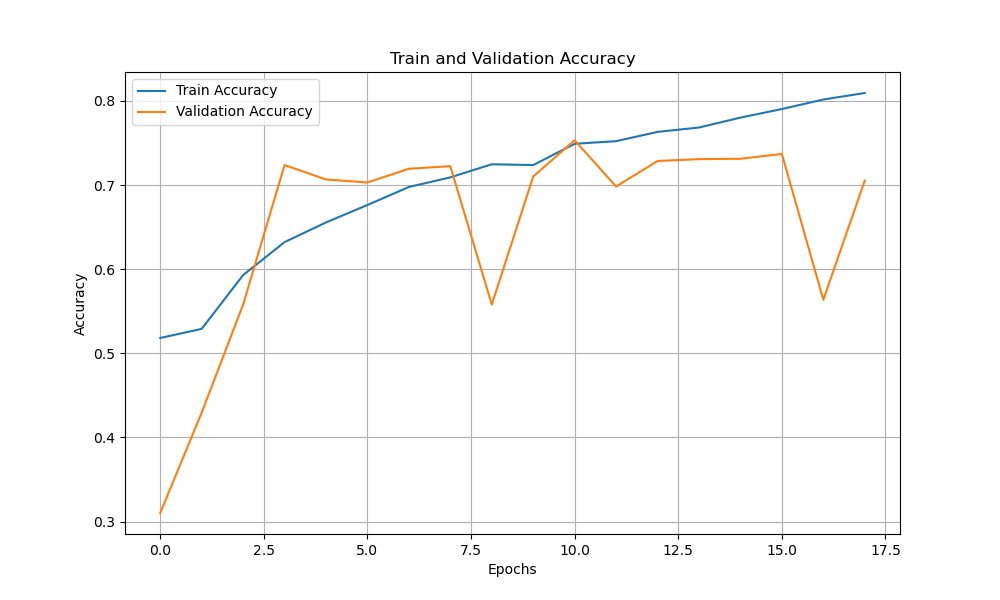 Train and Validation Accuracy
Train Accuracy
Validation Accuracy
0.8
0.7
0.6
0.5
0.4
0.3
Accuracy
0.0 2.5 5.0 7.5 10.0 12.5 15.0 17.5
Epochs